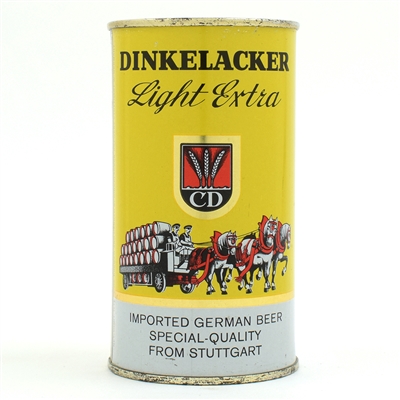 DINKELACKER
Light Extra
CD
IMPORTED GERMAN BEER
SPECIAL-QUALITY
FROM STUTTGART